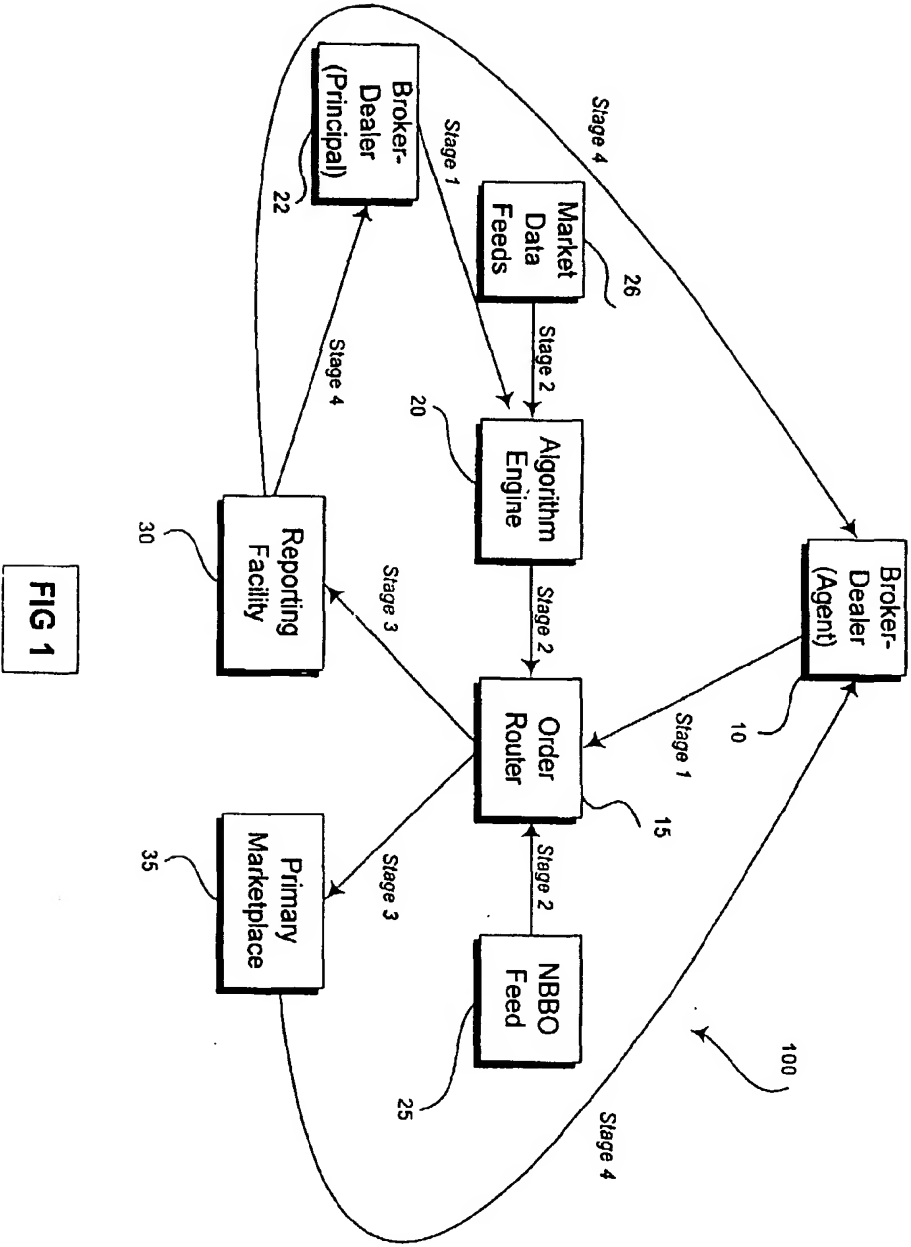 Broker-
Dealer
(Agent)
100
10
Stage 4
Stage 1
15
26
Stage 4
Market
Data
Feeds
Stage 2
Algorithm
Engine
Stage 2
Order
Router
Stage 2
NBBO
Feed
Stage 1
20
25
Broker-
Dealer
(Principal)
22
Stage 4
Stage 3
Stage 3
Reporting
Facility
Primary
Marketplace
30
35
FIG 1